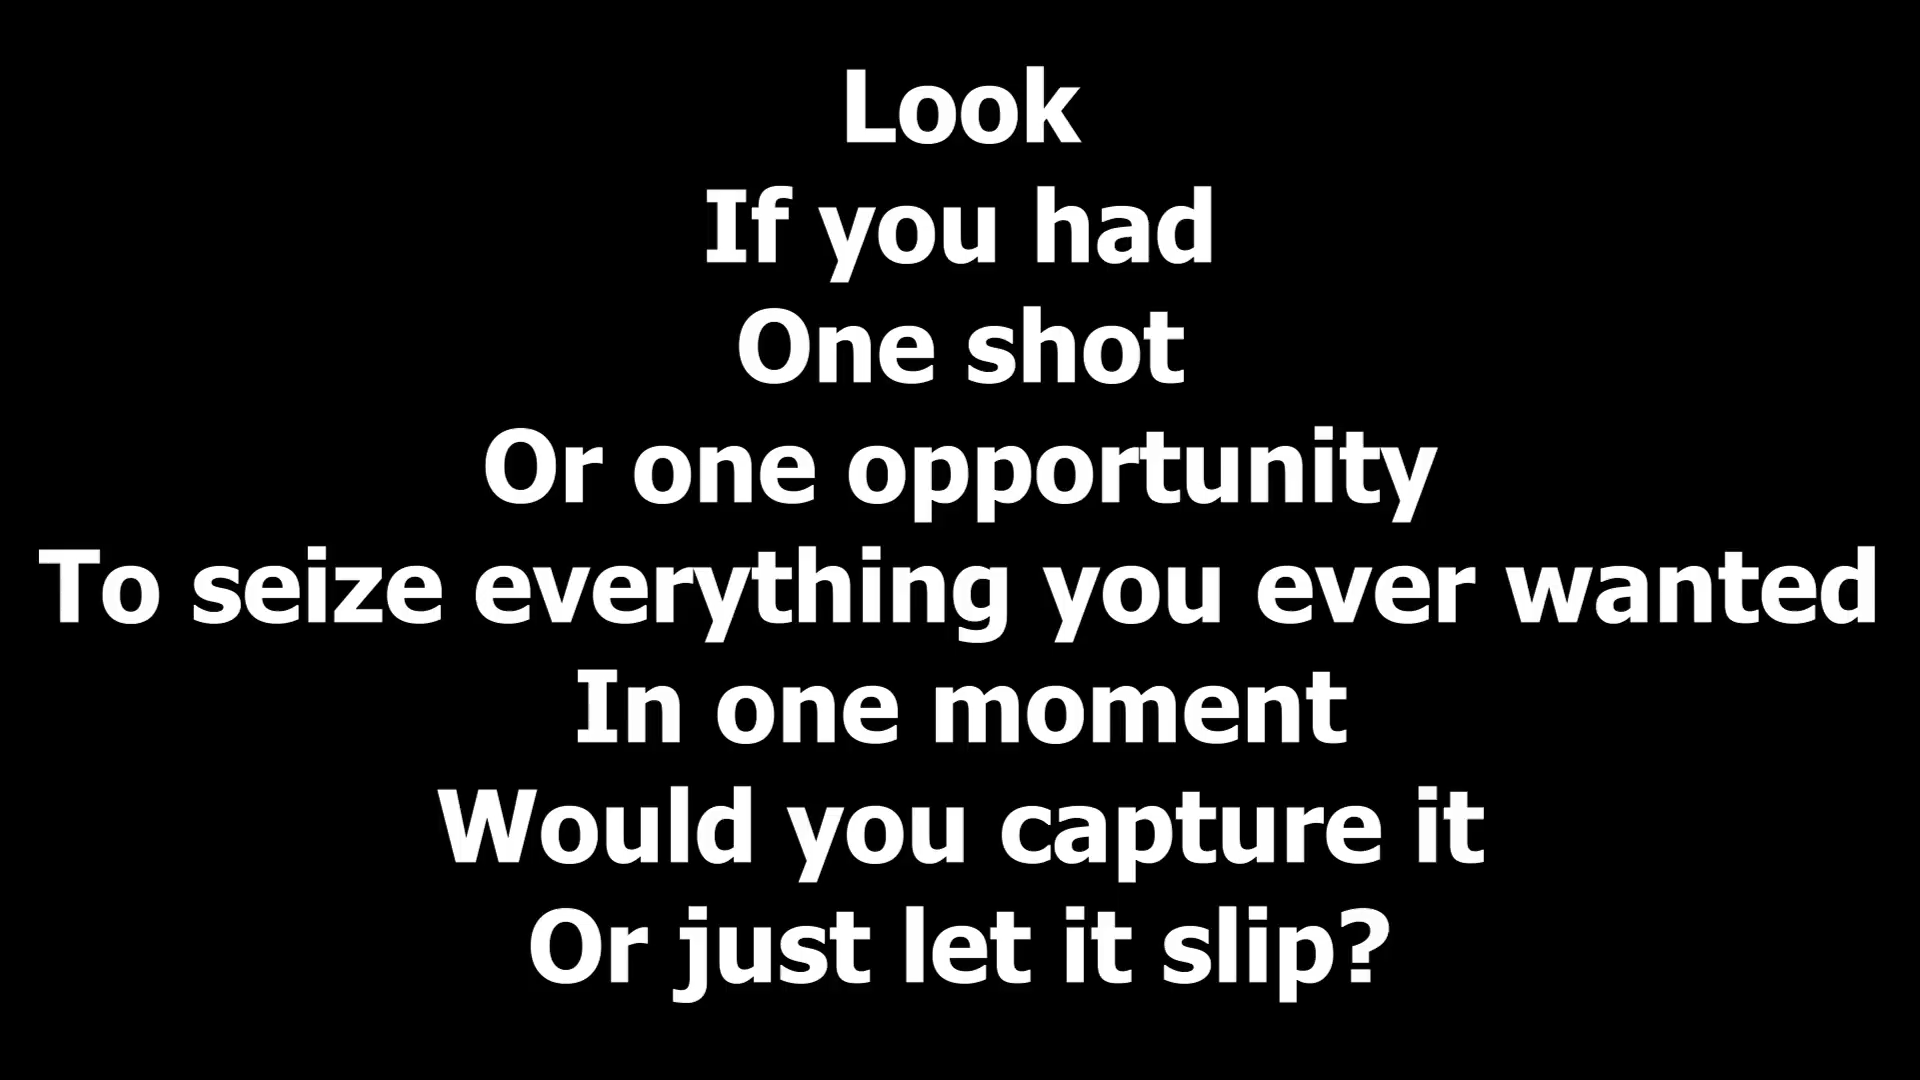 Look
If you had
One shot
Or one opportunity
To seize everything you ever wanted
In one moment
Would you capture it
Or just let it slip?